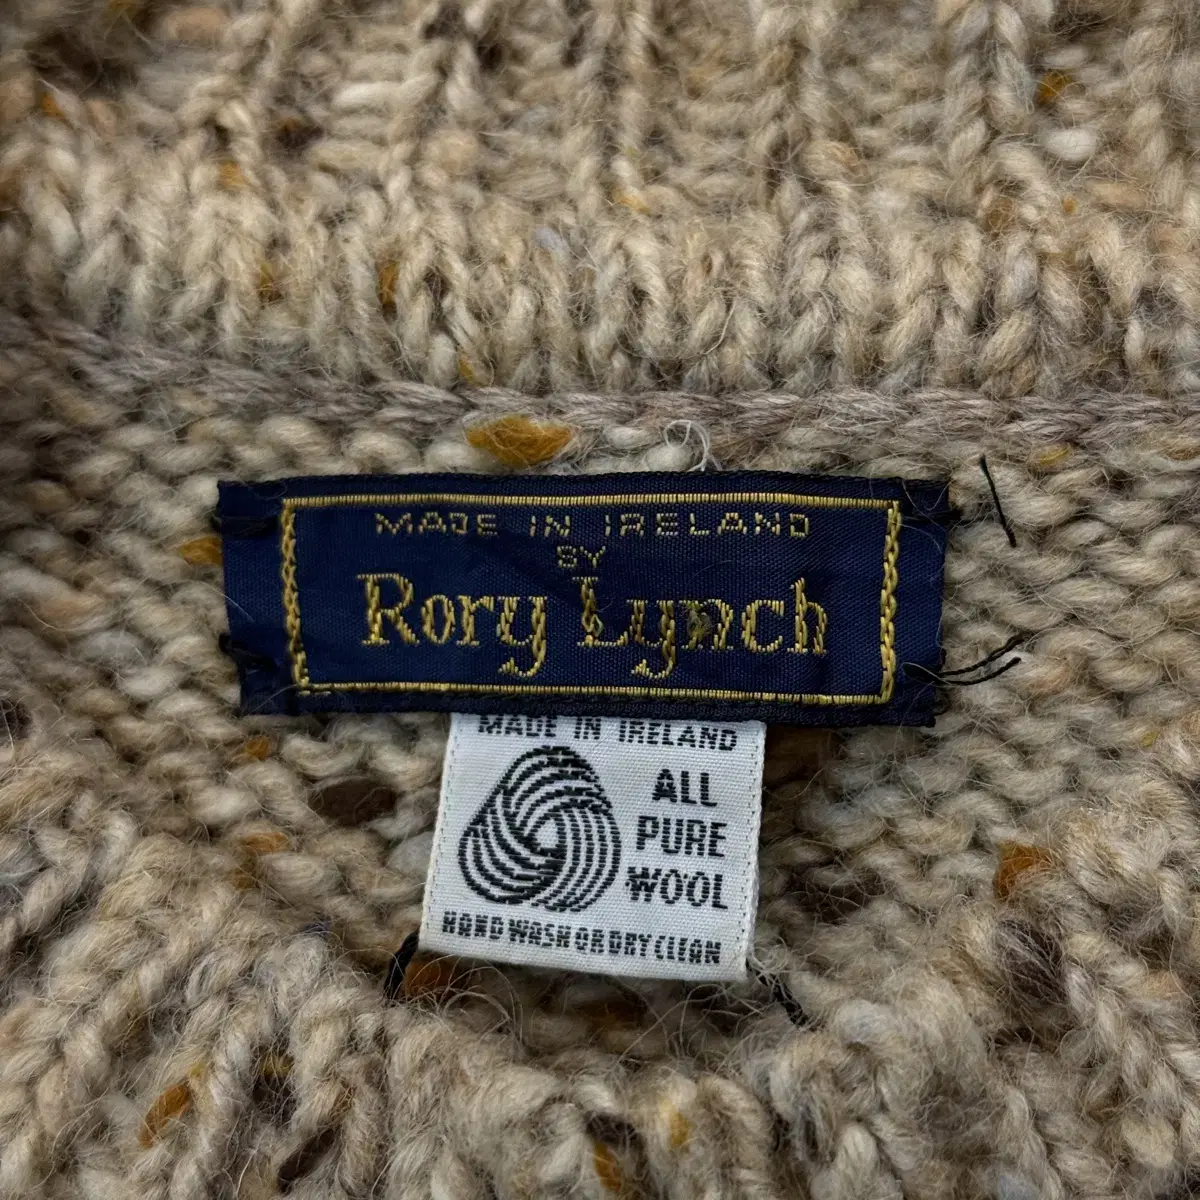 MADE IN IRELAND
BY
Rory Lynch
MADE IN IRELAND
ALL
PURE
WOOL
HAND WASH OR DRY CLEAN